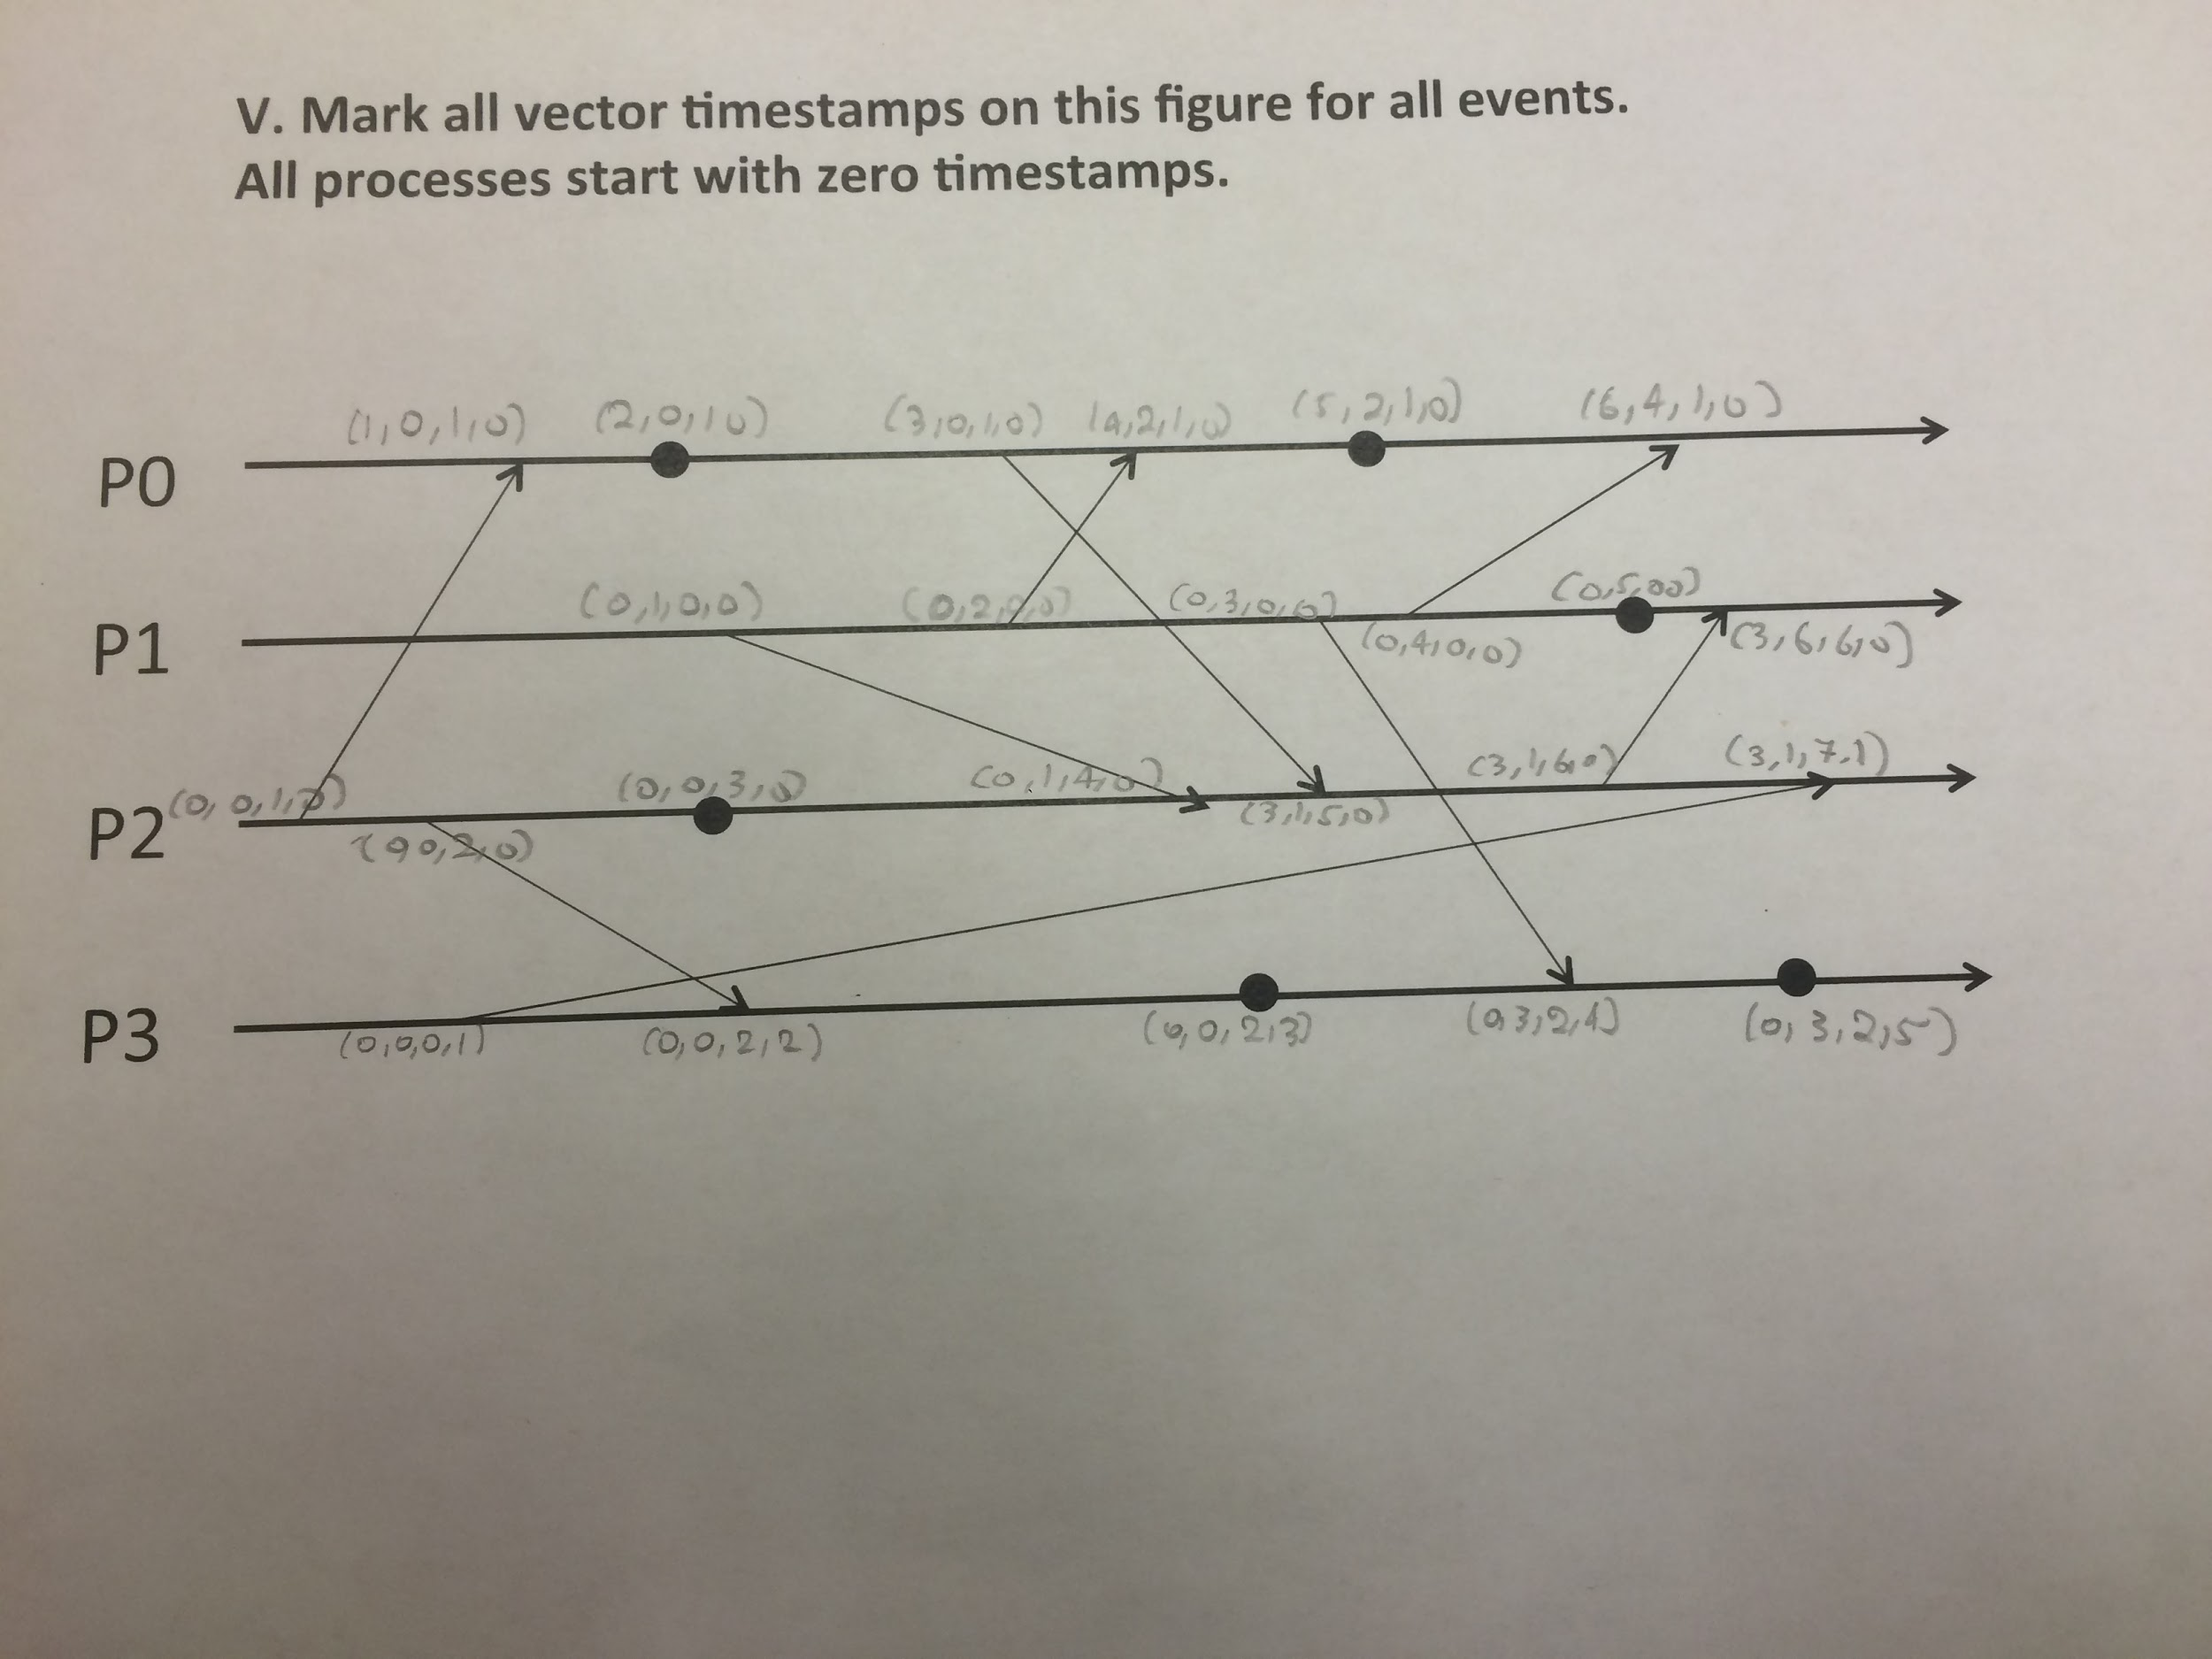 V. Mark all vector timestamps on this figure for all events.
All processes start with zero timestamps.
(1,0,1,0) (2,0,1 0) (3,0,1,0) (4,2,1,0) (5,2,1,0) (6,4,1,0)
P0
(0,1,0,0) (0,2,0,0) (0,3,0,0) (0,5,00)
P1 (0,4,0,0) (3,6,6,0)
(0,0,1,0) (0,0,3,0) (0,1,4,0) (3,1,6,0) (3,1,7,1)
P2 (0 0,2,0) (3,1,5,0)
P3
(0,0,0,1) (0,0,2,2) (0,0,2,3) (0,3,2,4) (0,3,2,5)